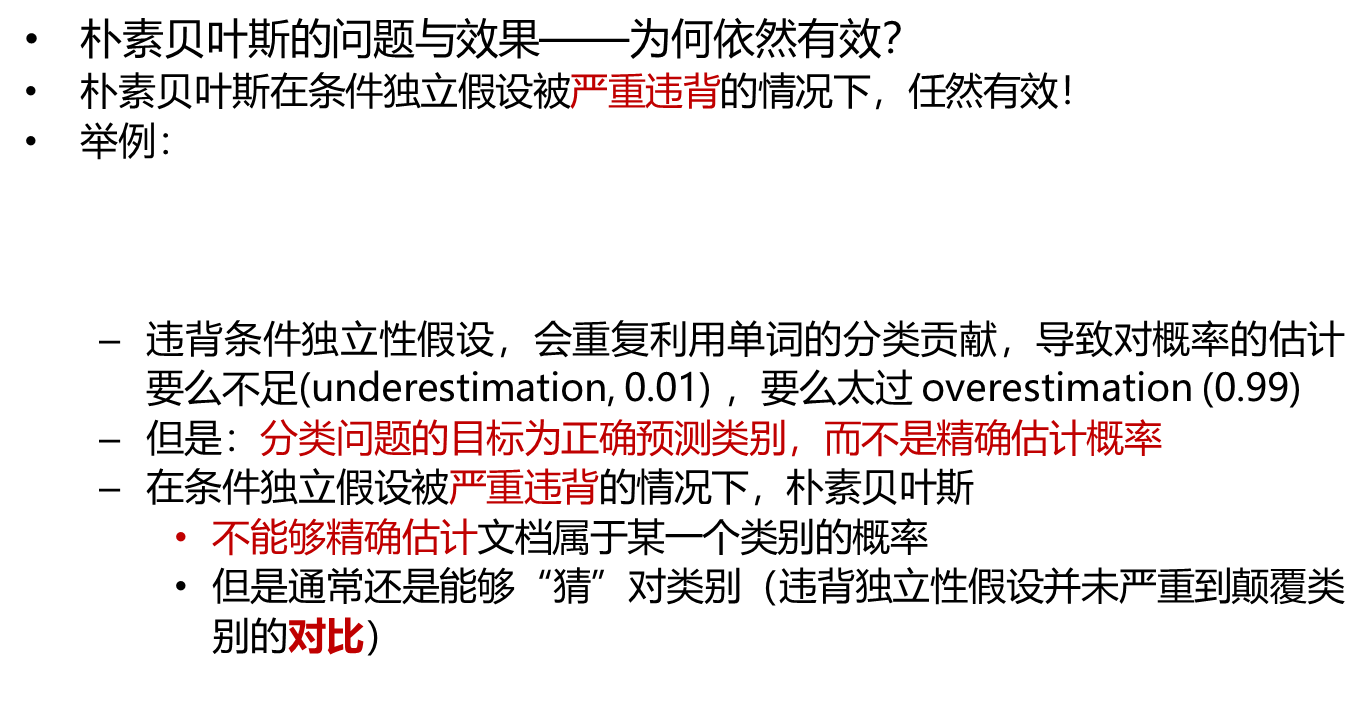 • 朴素贝叶斯的问题与效果——为何依然有效？
• 朴素贝叶斯在条件独立假设被严重违背的情况下，任然有效！
• 举例：
– 违背条件独立性假设，会重复利用单词的分类贡献，导致对概率的估计
要么不足(underestimation, 0.01) ，要么太过 overestimation (0.99)
– 但是：分类问题的目标为正确预测类别，而不是精确估计概率
– 在条件独立假设被严重违背的情况下，朴素贝叶斯
• 不能够精确估计文档属于某一个类别的概率
• 但是通常还是能够“猜”对类别（违背独立性假设并未严重到颠覆类
别的对比）